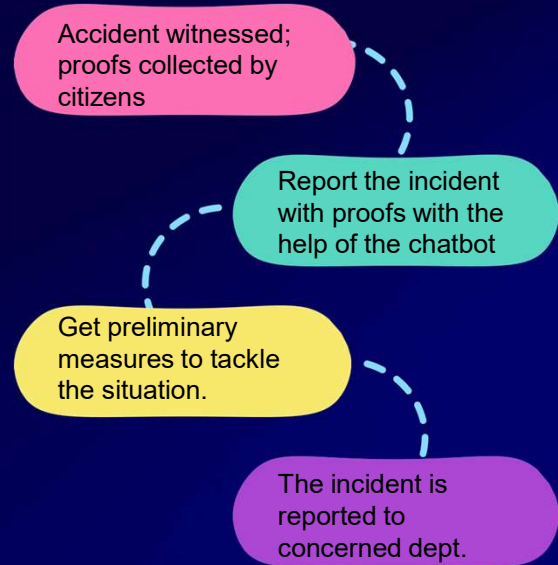 Accident witnessed;
proofs collected by
citizens
Report the incident
with proofs with the
help of the chatbot
Get preliminary
measures to tackle
the situation.
The incident is
reported to
concerned dept.